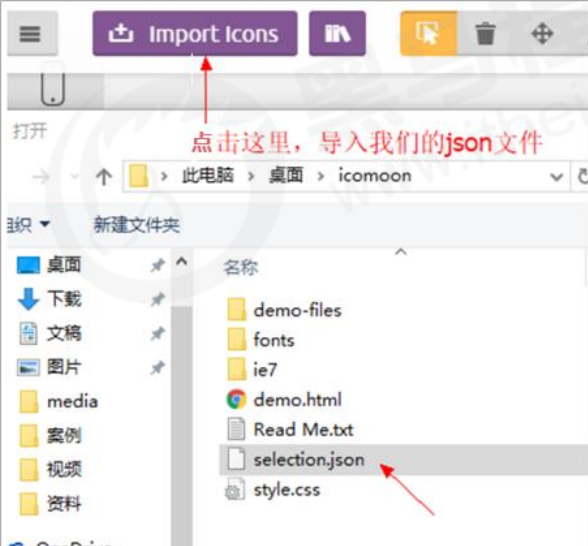 Import Icons
打开
点击这里，导入我们的json文件
此电脑 > 桌面 > icomoon
组织 新建文件夹
桌面
下载
文稿
图片
media
案例
视频
资料
名称
demo-files
fonts
ie7
demo.html
Read Me.txt
selection.json
style.css